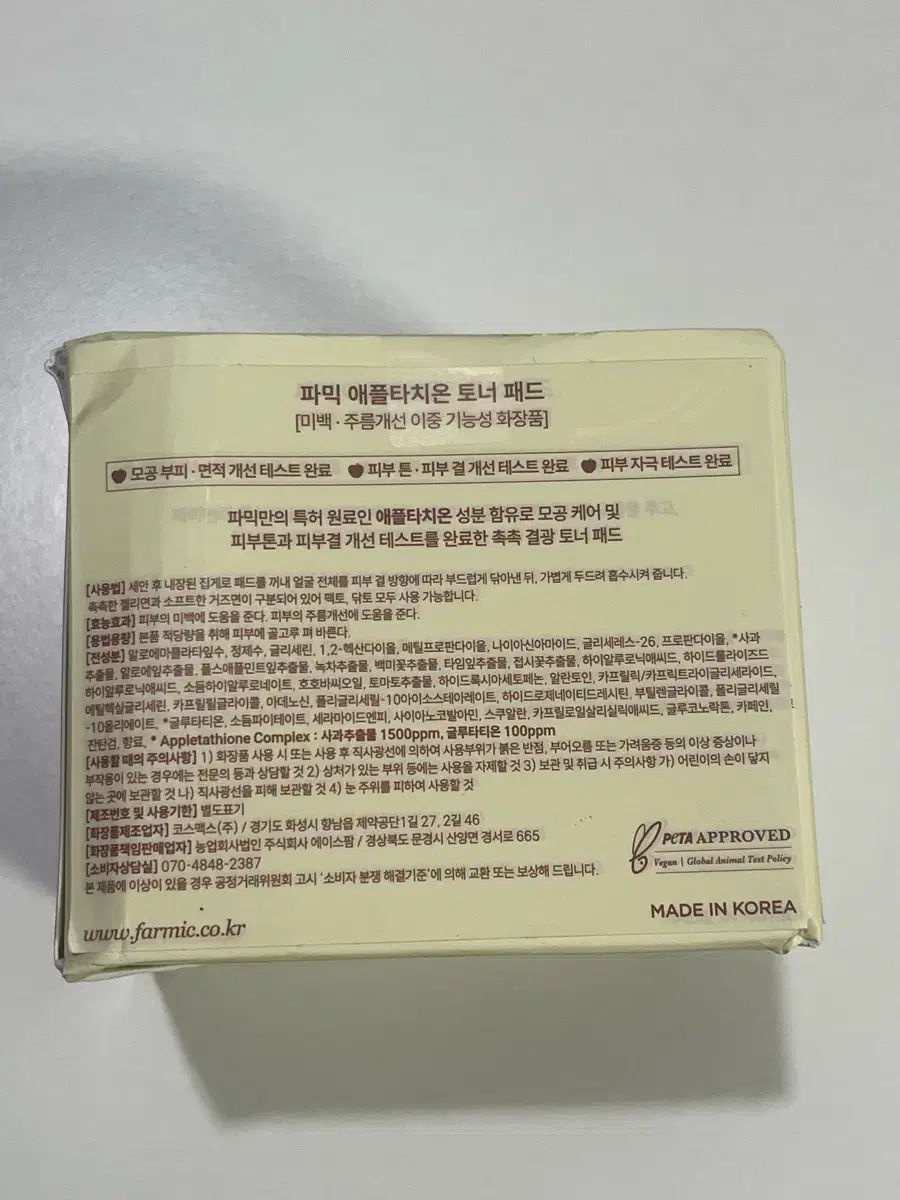 파믹 애플타치온 토너 패드
[미백 · 주름개선 이중 기능성 화장품]
모공 부피 · 면적 개선 테스트 완료 피부 톤 · 피부 결 개선 테스트 완료 피부 자극 테스트 완료
파믹만의 특허 원료인 애플타치온 성분 함유로 모공 케어 및
피부톤과 피부결 개선 테스트를 완료한 촉촉 결광 토너 패드
[사용법] 세안 후 내장된 집게로 패드를 꺼내 얼굴 전체를 피부 결 방향에 따라 부드럽게 닦아낸 뒤, 가볍게 두드려 흡수시켜 줍니다.
촉촉한 젤리면과 소프트한 거즈면이 구분되어 있어 팩토, 닦토 모두 사용 가능합니다.
[효능효과] 피부의 미백에 도움을 준다. 피부의 주름개선에 도움을 준다.
[용법용량] 본품 적당량을 취해 피부에 골고루 펴 바른다.
[전성분] 알로에마쿨라타잎수, 정제수, 글리세린, 1,2-헥산다이올, 메틸프로판다이올, 나이아신아마이드, 글리세레스-26, 프로판다이올, *사과
추출물, 알로에잎추출물, 풀스애플민트잎추출물, 녹차추출물, 백미꽃추출물, 타임잎추출물, 접시꽃추출물, 하이알루로닉애씨드, 하이드롤라이즈드
하이알루로닉애씨드, 소듐하이알루로네이트, 호호바씨오일, 토마토추출물, 하이드록시아세토페논, 알란토인, 카프릴릭/카프릭트라이글리세라이드,
에틸헥실글리세린, 카프릴릴글라이콜, 아데노신, 폴리글리세릴-10아이소스테아레이트, 하이드로제네이티드레시틴, 부틸렌글라이콜, 폴리글리세릴
-10올리에이트, *글루타티온, 소듐파이테이트, 세라마이드엔피, 사이아노코발아민, 스쿠알란, 카프릴로일살리실릭애씨드, 글루코노락톤, 카페인,
잔탄검, 향료, * Appletathione Complex : 사과추출물 1500ppm, 글루타티온 100ppm
[사용할 때의 주의사항] 1) 화장품 사용 시 또는 사용 후 직사광선에 의하여 사용부위가 붉은 반점, 부어오름 또는 가려움증 등의 이상 증상이나
부작용이 있는 경우에는 전문의 등과 상담할 것 2) 상처가 있는 부위 등에는 사용을 자제할 것 3) 보관 및 취급 시 주의사항 가) 어린이의 손이 닿지
않는 곳에 보관할 것 나) 직사광선을 피해 보관할 것 4) 눈 주위를 피하여 사용할 것
[제조번호 및 사용기한] 별도표기
[화장품제조업자] 코스맥스(주) / 경기도 화성시 향남읍 제약공단1길 27, 2길 46
[화장품책임판매업자] 농업회사법인 주식회사 에이스팜 / 경상북도 문경시 산양면 경서로 665
[소비자상담실] 070-4848-2387
본 제품에 이상이 있을 경우 공정거래위원회 고시 '소비자 분쟁 해결기준'에 의해 교환 또는 보상해 드립니다.
PeTA APPROVED
Vegan | Global Animal Test Policy
MADE IN KOREA
www.farmic.co.kr